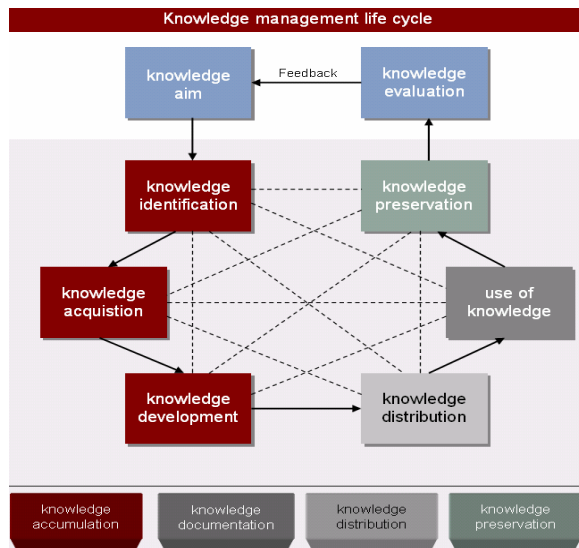 Knowledge management life cycle
knowledge
aim
Feedback
knowledge
evaluation
knowledge
identification
knowledge
preservation
knowledge
acquistion
use of
knowledge
knowledge
development
knowledge
distribution
knowledge
accumulation
knowledge
documentation
knowledge
distribution
knowledge
preservation